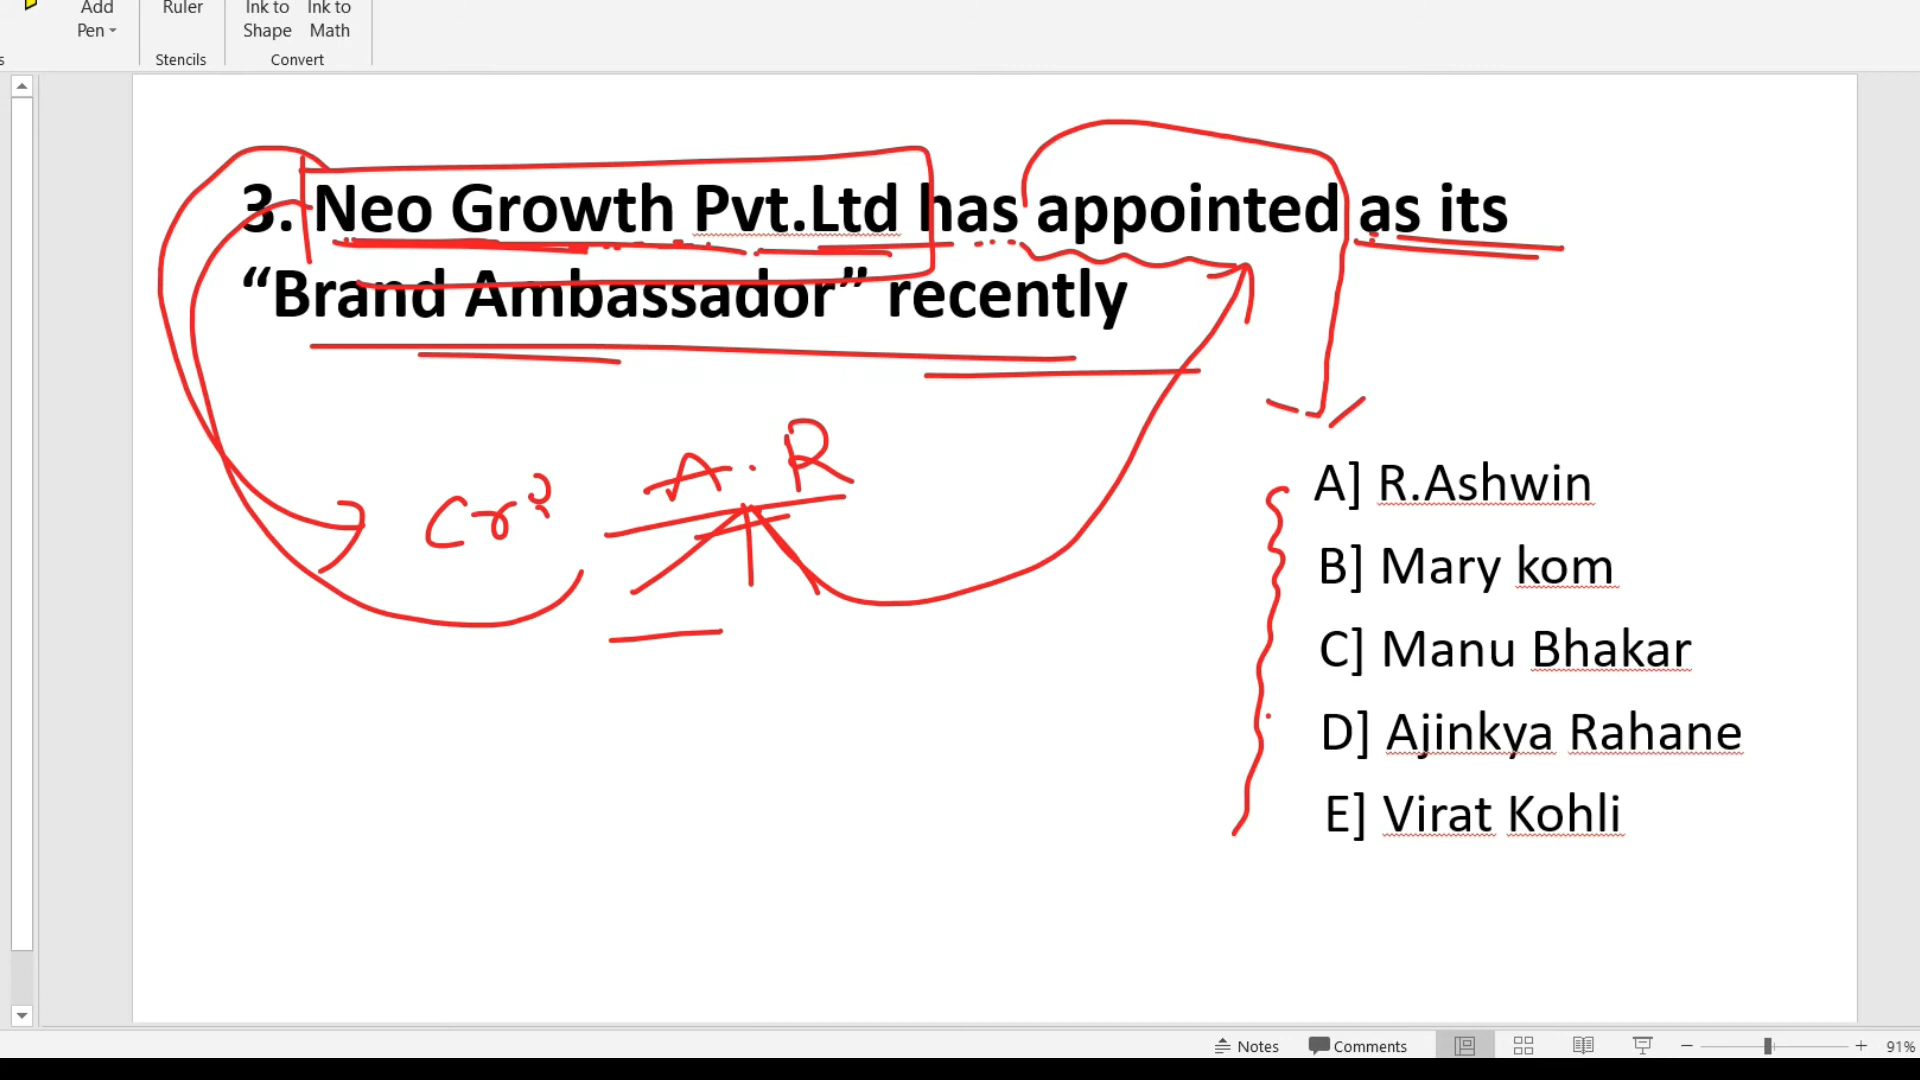 Add Pen
Ruler
Ink to Shape
Ink to Math
s
Stencils
Convert
3. Neo Growth Pvt.Ltd has appointed as its
“Brand Ambassador” recently
A.R
A] R.Ashwin
B] Mary kom
C] Manu Bhakar
D] Ajinkya Rahane
E] Virat Kohli
Notes
Comments
91%